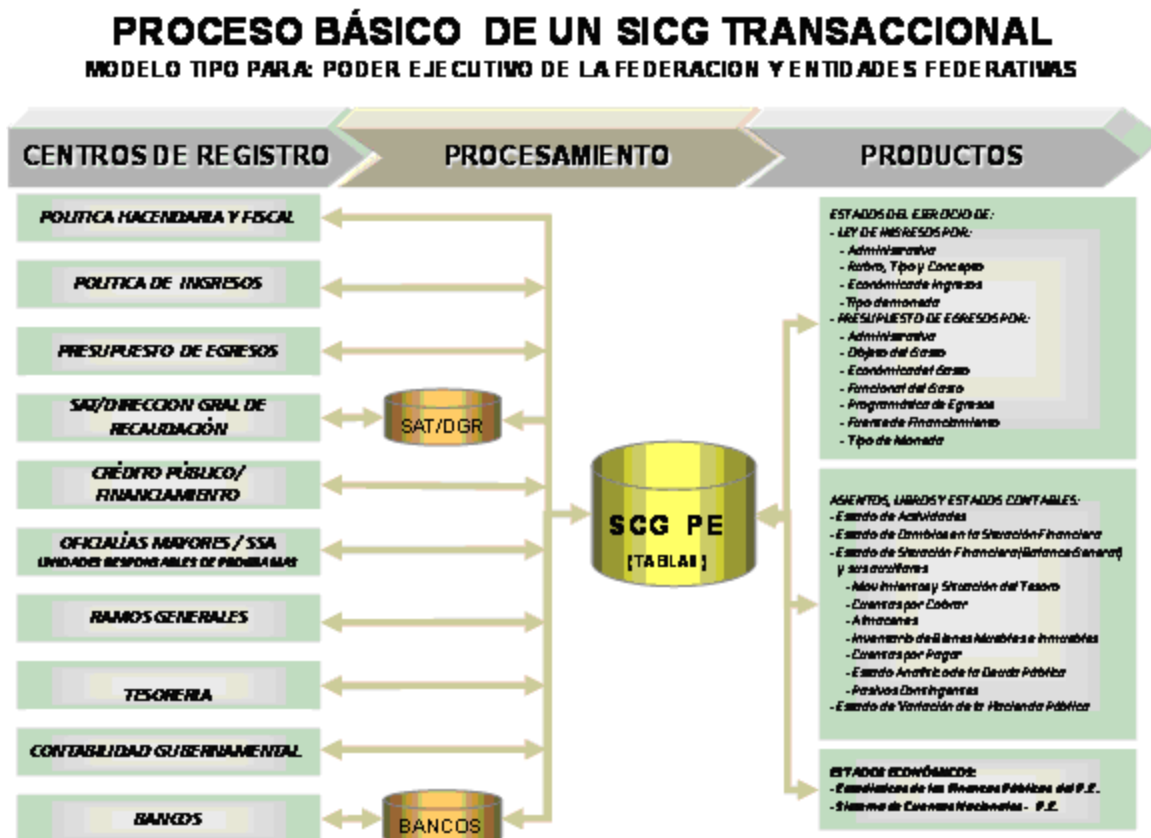 PROCESO BÁSICO DE UN SICG TRANSACCIONAL
MODELO TIPO PARA: PODER EJECUTIVO DE LA FEDERACION Y ENTIDADES FEDERATIVAS
CENTROS DE REGISTRO
PROCESAMIENTO
PRODUCTOS
POLITICA HACENDARIA Y FISCAL
POLITICA DE INGRESOS
PRESUPUESTO DE EGRESOS
SAT/DIRECCION GRAL DE
RECAUDACIÓN
CRÉDITO PÚBLICO/
FINANCIAMIENTO
OFICIALÍAS MAYORES / SSA
UNIDADES RESPONSABLES DE PROGRAMAS
RAMOS GENERALES
TESORERIA
CONTABILIDAD GUBERNAMENTAL
BANCOS
SAT/DGR
BANCOS
SCG PE
(TABLAS)
ESTADOS DEL EJERCICIO DE:
- LEY DE INGRESOS POR:
- Administrativa
- Rubro, Tipo y Concepto
- Económica de Ingresos
- Tipo de moneda
- PRESUPUESTO DE EGRESOS POR:
- Administrativa
- Objeto del Gasto
- Económica del Gasto
- Funcional del Gasto
- Programática de Egresos
- Fuente de Financiamiento
- Tipo de Moneda
ASIENTOS, LIBROS Y ESTADOS CONTABLES:
- Estado de Actividades
- Estado de Cambios en la Situación Financiera
- Estado de Situación Financiera(Balance General)
y sus auxiliares
- Movimientos y Situación del Tesoro
- Cuentas por Cobrar
- Almacenes
- Inventario de Bienes Muebles e Inmuebles
- Cuentas por Pagar
- Estado Analítico de la Deuda Pública
- Pasivos Contingentes
- Estado de Variación de la Hacienda Pública
ESTADOS ECONÓMICOS:
- Estadísticas de las Finanzas Públicas del P.E.
- Sistema de Cuentas Nacionales - P.E.